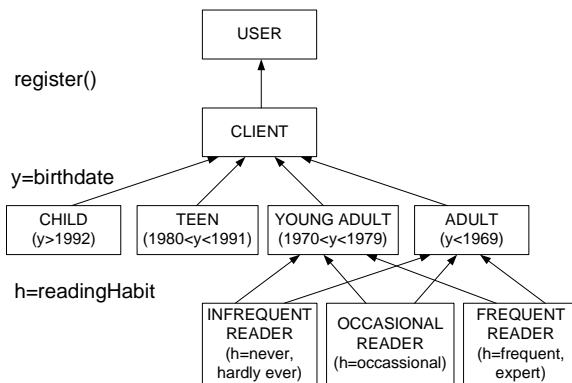 USER
register()
CLIENT
y=birthdate
CHILD
(y>1992)
TEEN
(1980<y<1991)
YOUNG ADULT
(1970<y<1979)
ADULT
(y<1969)
h=readingHabit
INFREQUENT
READER
(h=never,
hardly ever)
OCCASIONAL
READER
(h=occassional)
FREQUENT
READER
(h=frequent,
expert)